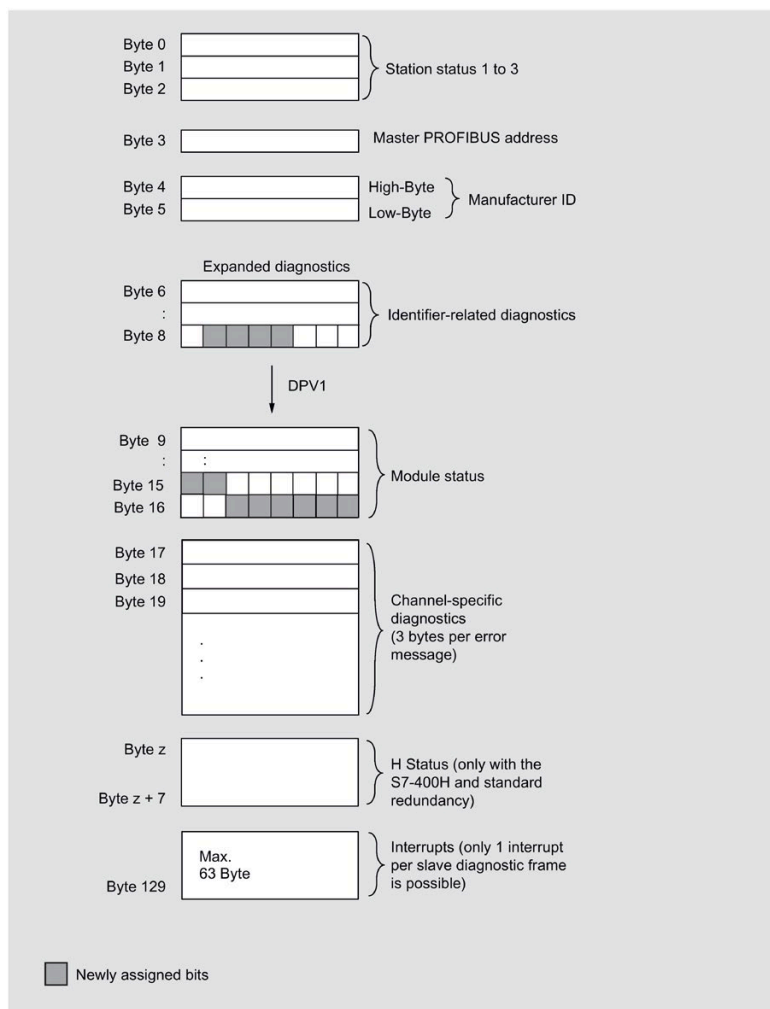 Byte 0
Byte 1
Byte 2
Station status 1 to 3
Byte 3
Master PROFIBUS address
Byte 4
High-Byte
Byte 5
Low-Byte
Manufacturer ID
Expanded diagnostics
Byte 6
:
Byte 8
Identifier-related diagnostics
DPV1
Byte 9
: :
Byte 15
Byte 16
Module status
Byte 17
Byte 18
Byte 19
.
.
.
Channel-specific
diagnostics
(3 bytes per error
message)
Byte z
Byte z + 7
H Status (only with the
S7-400H and standard
redundancy)
Max.
63 Byte
Byte 129
Interrupts (only 1 interrupt
per slave diagnostic frame
is possible)
Newly assigned bits